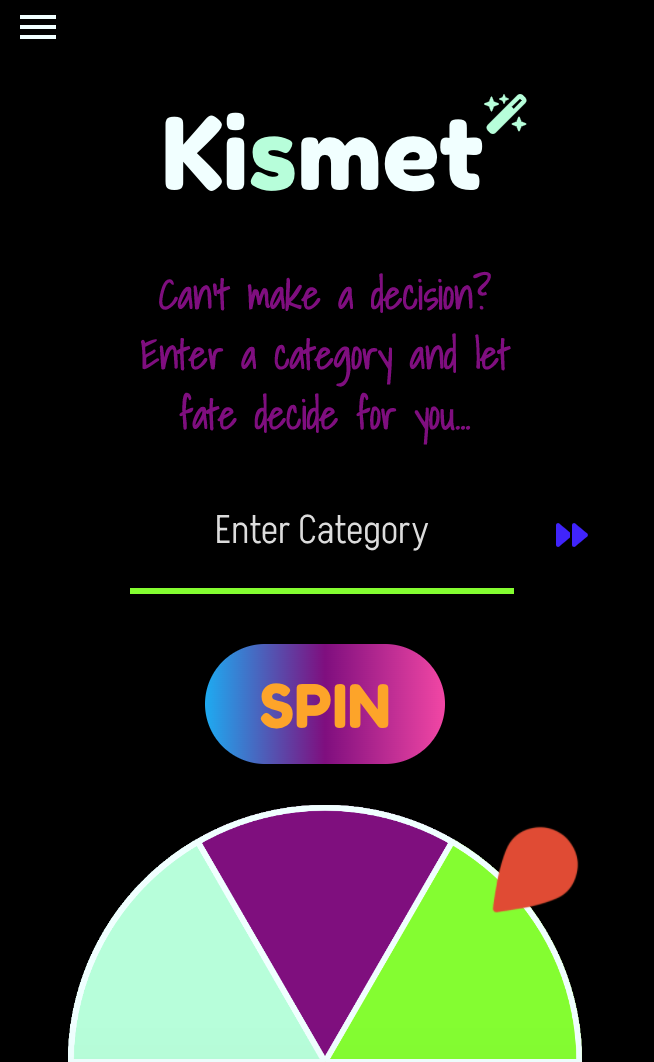 Kismet
Can't make a decision?
Enter a category and let
fate decide for you...
Enter Category
SPIN